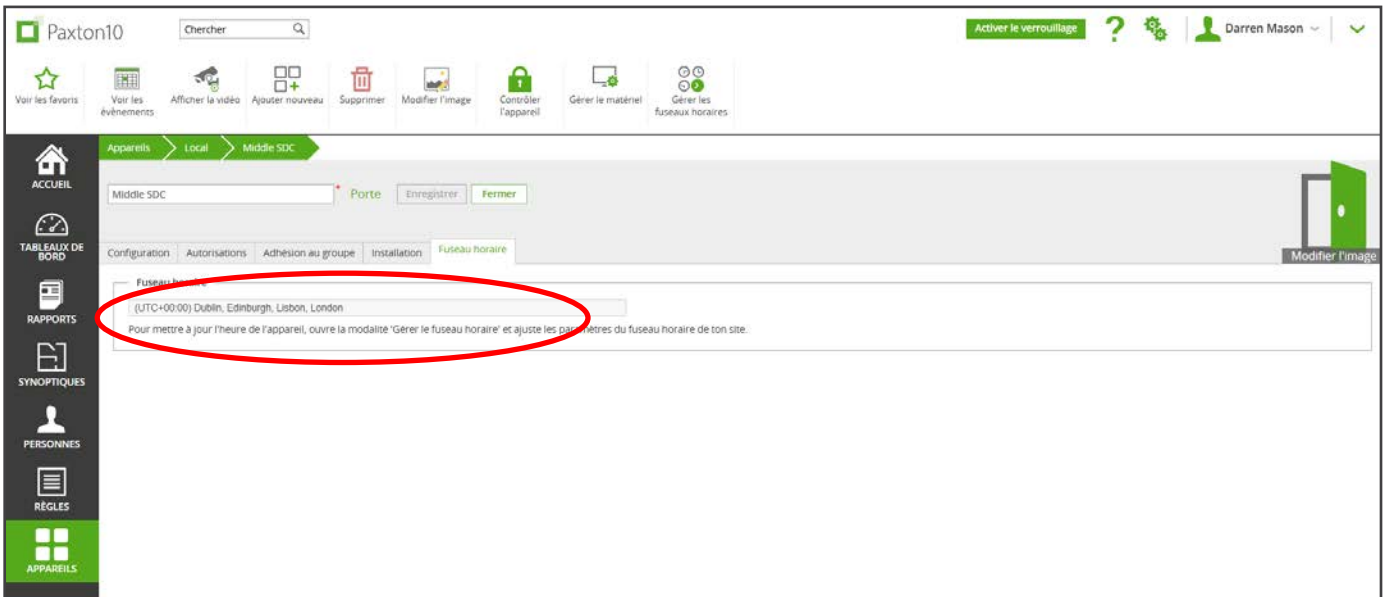 Paxton10
Chercher
Activer le verrouillage
?
Darren Mason
Voir les favoris
Voir les
évènements
Afficher la vidéo
Ajouter nouveau
Supprimer
Modifier l'image
Contrôler
l'appareil
Gérer le matériel
Gérer les
fuseaux horaires
Appareils
Local
Middle SDC
ACCUEIL
Middle SDC
*
Porte
Enregistrer
Fermer
TABLEAUX DE
BORD
Configuration
Autorisations
Adhésion au groupe
Installation
Fuseau horaire
Modifier l'image
Fuseau horaire
(UTC+00:00) Dublin, Edinburgh, Lisbon, London
Pour mettre à jour l'heure de l'appareil, ouvre la modalité 'Gérer le fuseau horaire' et ajuste les paramètres du fuseau horaire de ton site.
RAPPORTS
SYNOPTIQUES
PERSONNES
RÈGLES
APPAREILS